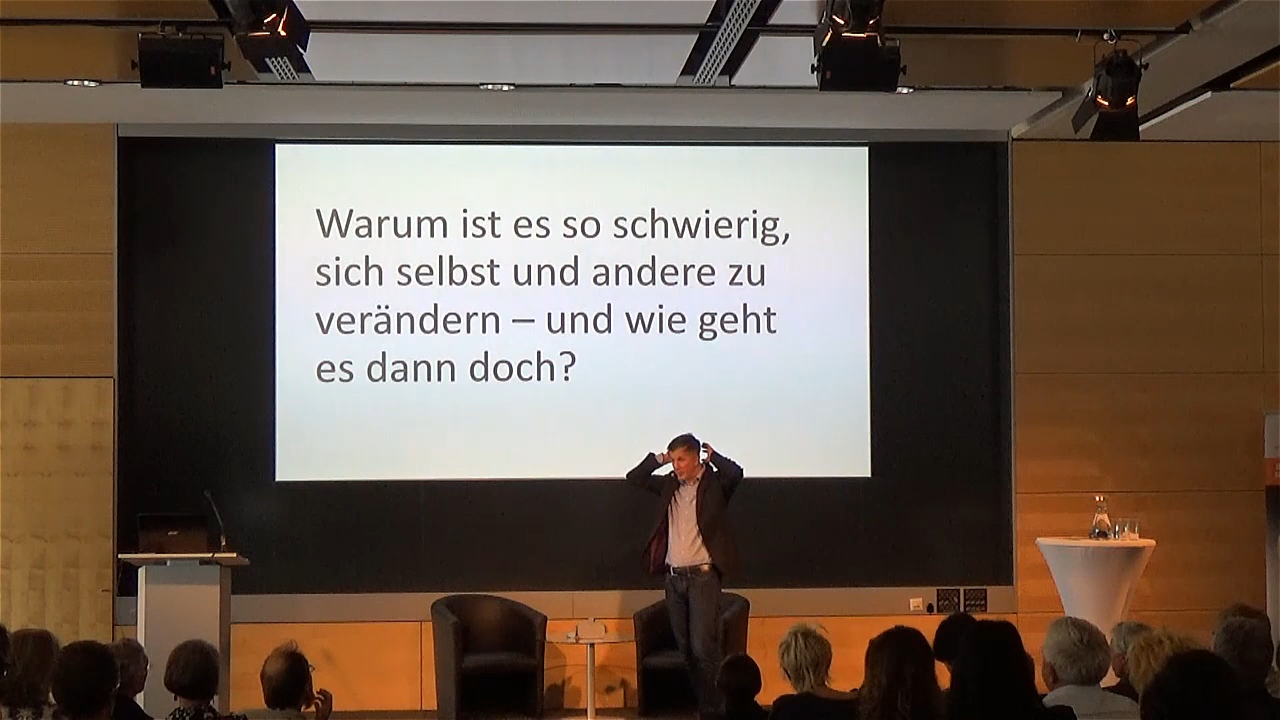 Warum ist es so schwierig,
sich selbst und andere zu
verändern – und wie geht
es dann doch?